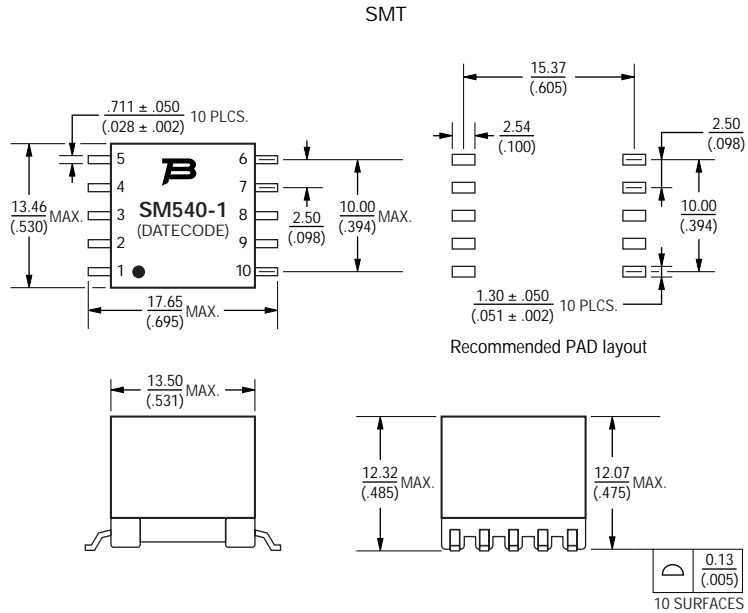 SMT
.711 ± .050
(.028 ± .002)
10 PLCS.
5
4
3
2
1
6
7
8
9
10
SM540-1
(DATECODE)
13.46
(.530)
MAX.
2.50
(.098)
10.00
(.394)
17.65
(.695)
MAX.
15.37
(.605)
2.54
(.100)
2.50
(.098)
10.00
(.394)
1.30 ± .050
(.051 ± .002)
10 PLCS.
Recommended PAD layout
13.50
(.531)
MAX.
12.32
(.485)
MAX.
12.07
(.475)
MAX.
0.13
(.005)
10 SURFACES